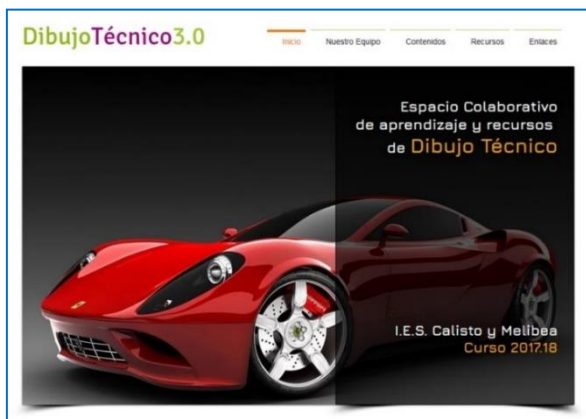 DibujoTécnico3.0
Inicio Nuestro Equipo Contenidos Recursos Enlaces
Espacio Colaborativo
de aprendizaje y recursos
de Dibujo Técnico
I.E.S. Calisto y Melibea
Curso 2017.18